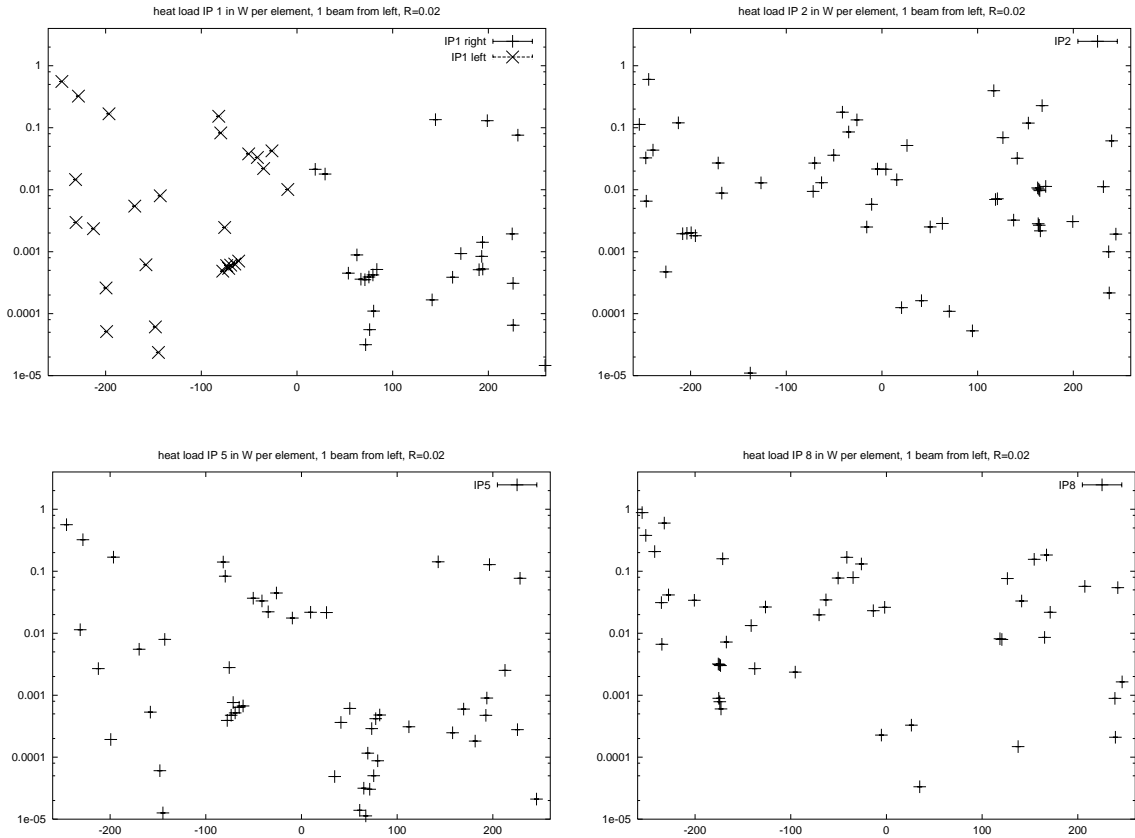 heat load IP 1 in W per element, 1 beam from left, R=0.02
IP1 right
IP1 left
1
0.1
0.01
0.001
0.0001
1e-05
-200 -100 0 100 200
heat load IP 2 in W per element, 1 beam from left, R=0.02
IP2
1
0.1
0.01
0.001
0.0001
1e-05
-200 -100 0 100 200
heat load IP 5 in W per element, 1 beam from left, R=0.02
IP5
1
0.1
0.01
0.001
0.0001
1e-05
-200 -100 0 100 200
heat load IP 8 in W per element, 1 beam from left, R=0.02
IP8
1
0.1
0.01
0.001
0.0001
1e-05
-200 -100 0 100 200